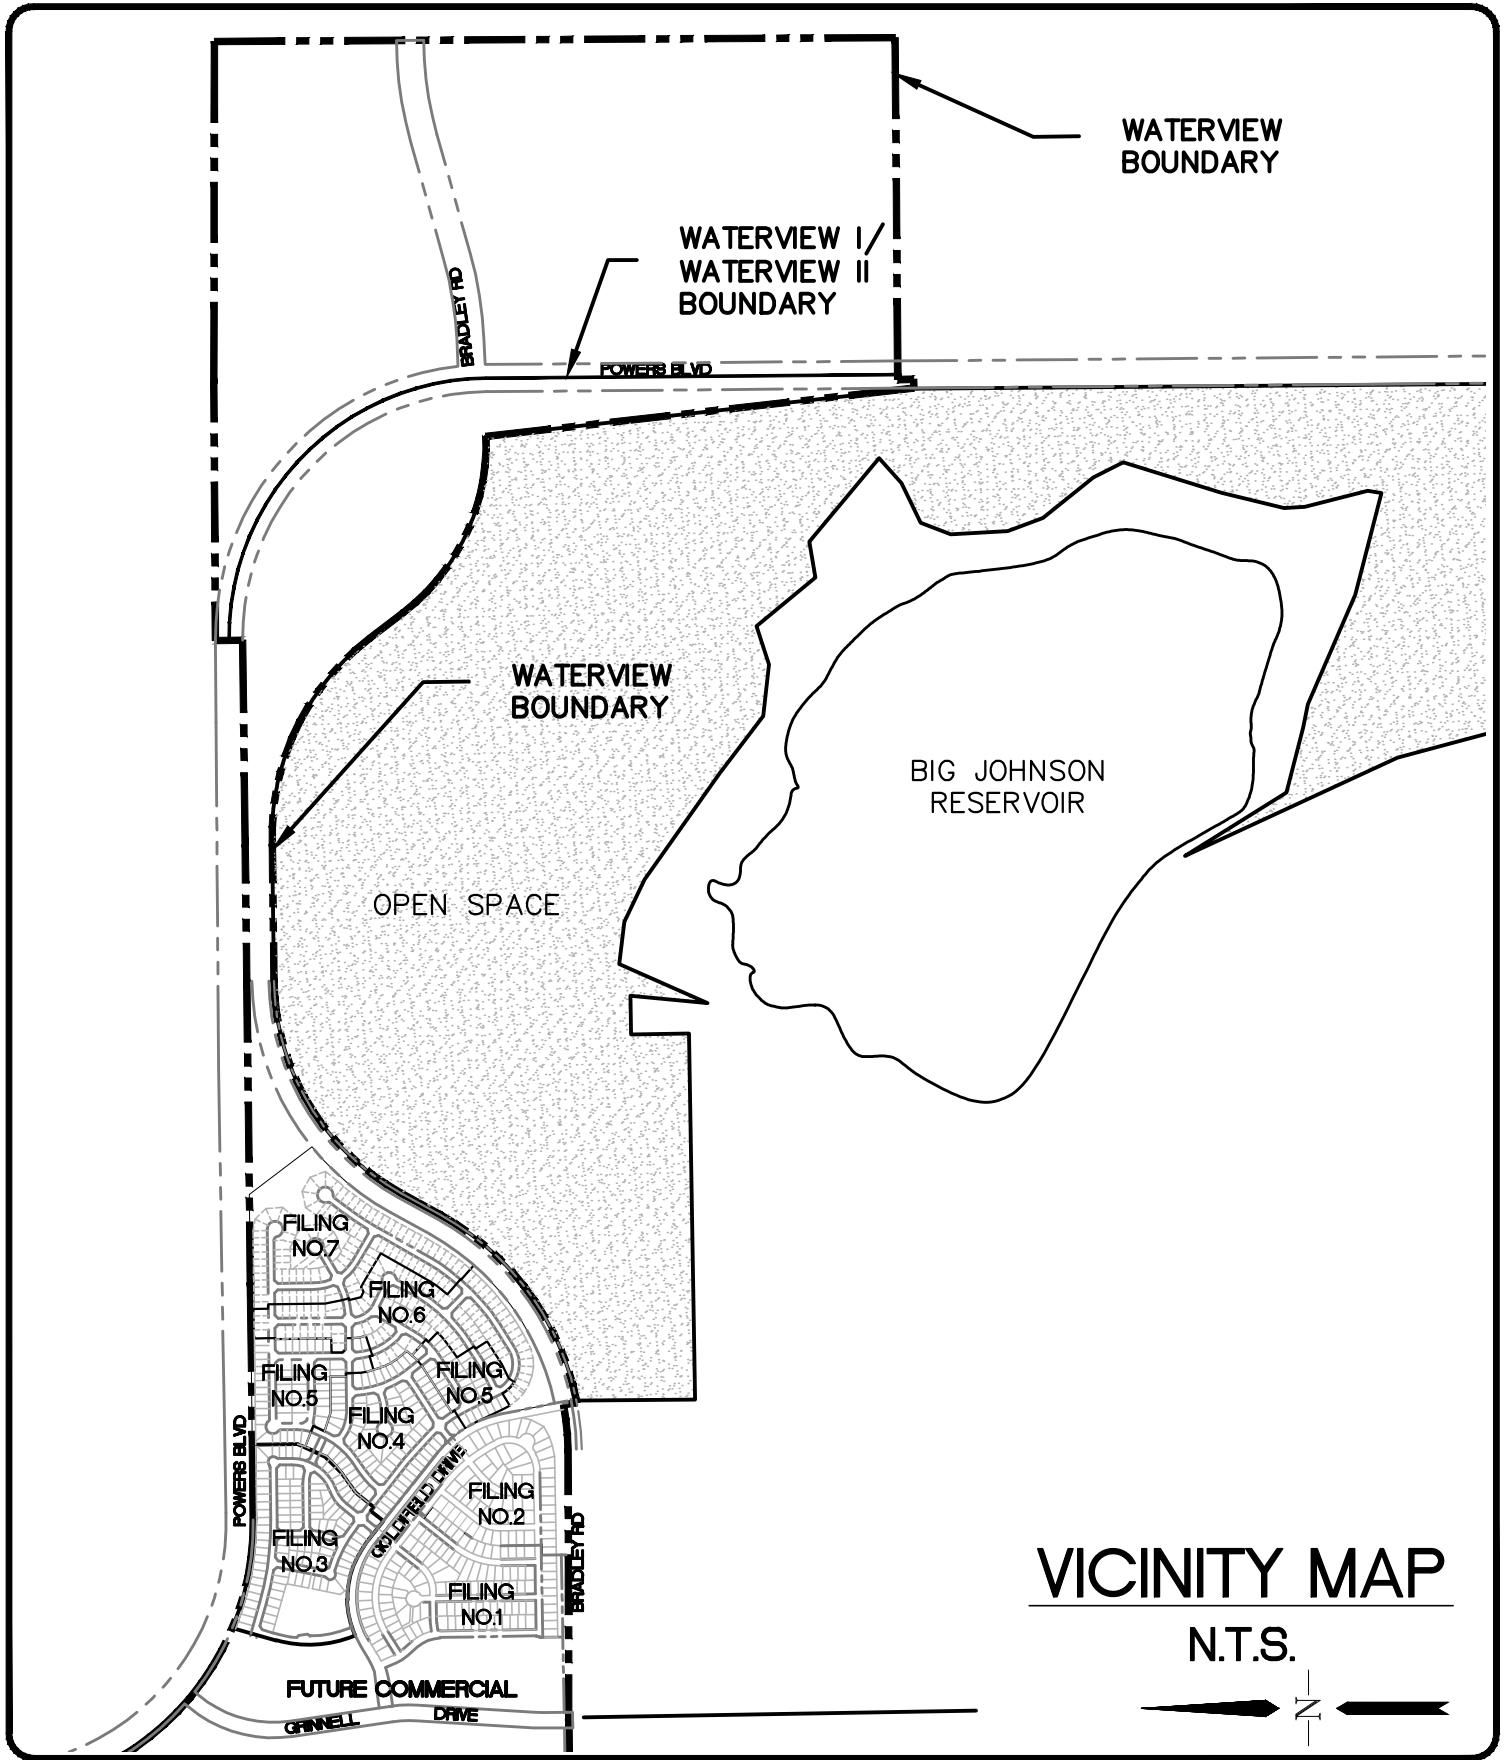 WATERVIEW
BOUNDARY
WATERVIEW I/
WATERVIEW II
BOUNDARY
BRADLEY RD
POWERS BLVD
WATERVIEW
BOUNDARY
BIG JOHNSON
RESERVOIR
OPEN SPACE
FILING
NO.7
FILING
NO.6
FILING
NO.5
FILING
NO.5
FILING
NO.4
POWERS BLVD
GOLDFIELD DRIVE
FILING
NO.2
FILING
NO.3
BRADLEY RD
FILING
NO.1
FUTURE COMMERCIAL
GRINNELL DRIVE
VICINITY MAP
N.T.S.
N